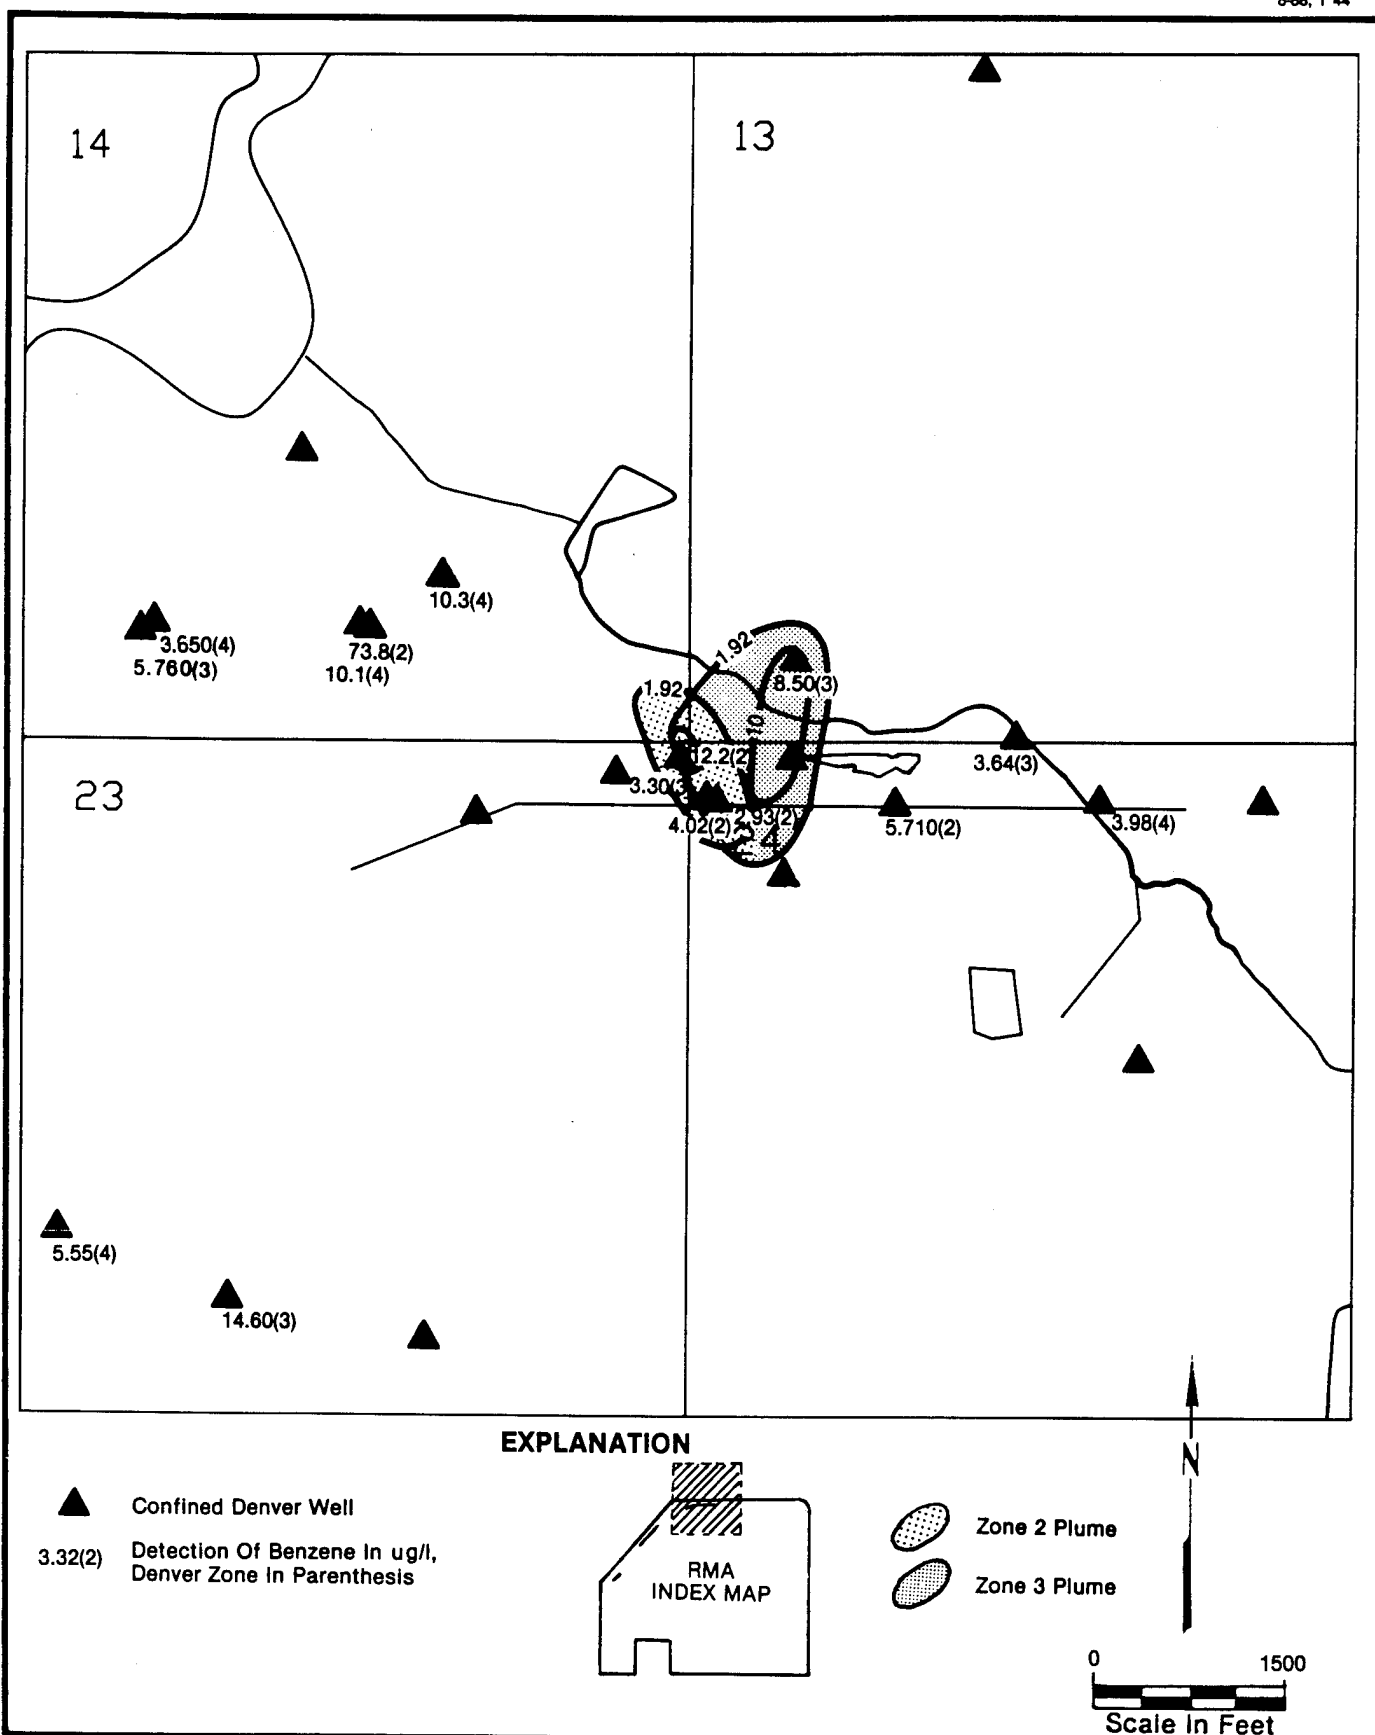 14
13
10.3(4)
3.650(4)
5.760(3)
73.8(2)
10.1(4)
1.92
1.92
8.50(3)
10
12.2(2)
3.64(3)
23
3.30(3)
2.93(2)
4.02(2)
5.710(2)
3.98(4)
5.55(4)
14.60(3)
EXPLANATION
Confined Denver Well
3.32(2) Detection Of Benzene In ug/l,
Denver Zone In Parenthesis
RMA
INDEX MAP
Zone 2 Plume
Zone 3 Plume
N
0 1500
Scale In Feet